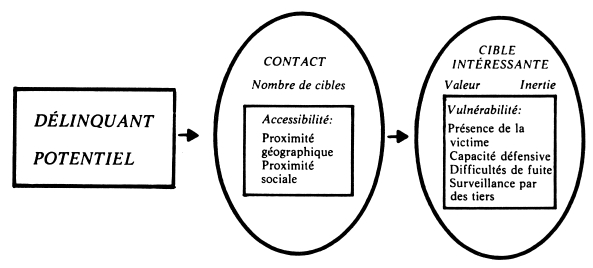 DÉLINQUANT
POTENTIEL
CONTACT
Nombre de cibles
Accessibilité:
Proximité
géographique
Proximité
sociale
CIBLE
INTÉRESSANTE
Valeur Inertie
Vulnérabilité:
Présence de la
victime
Capacité défensive
Difficultés de fuite
Surveillance par
des tiers